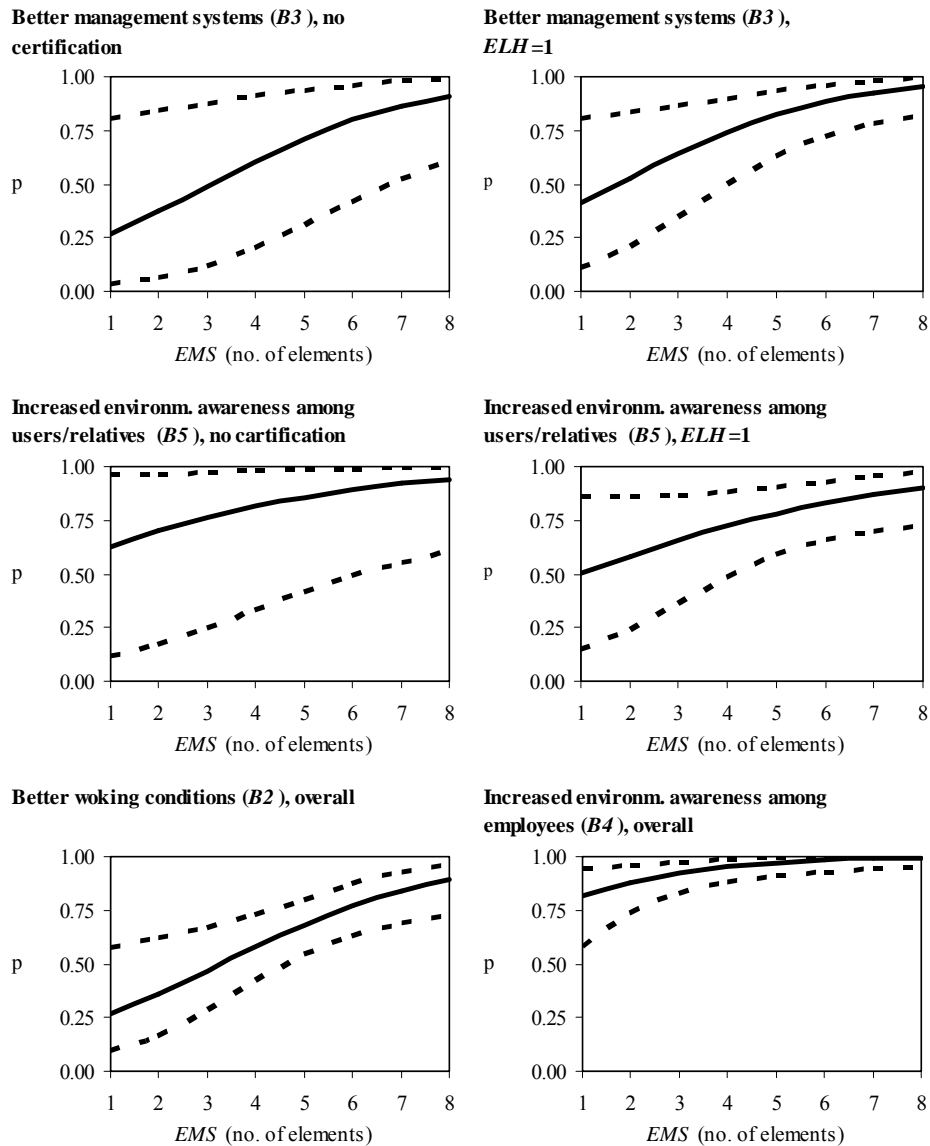 Better management systems (B3), no
certification
1.00
0.75
p
0.50
0.25
0.00
1 2 3 4 5 6 7 8
EMS (no. of elements)
Better management systems (B3),
ELH=1
1.00
0.75
p
0.50
0.25
0.00
1 2 3 4 5 6 7 8
EMS (no. of elements)
Increased environm. awareness among
users/relatives (B5), no cartification
1.00
0.75
p
0.50
0.25
0.00
1 2 3 4 5 6 7 8
EMS (no. of elements)
Increased environm. awareness among
users/relatives (B5), ELH=1
1.00
0.75
p
0.50
0.25
0.00
1 2 3 4 5 6 7 8
EMS (no. of elements)
Better woking conditions (B2), overall
1.00
0.75
p
0.50
0.25
0.00
1 2 3 4 5 6 7 8
EMS (no. of elements)
Increased environm. awareness among
employees (B4), overall
1.00
0.75
p
0.50
0.25
0.00
1 2 3 4 5 6 7 8
EMS (no. of elements)